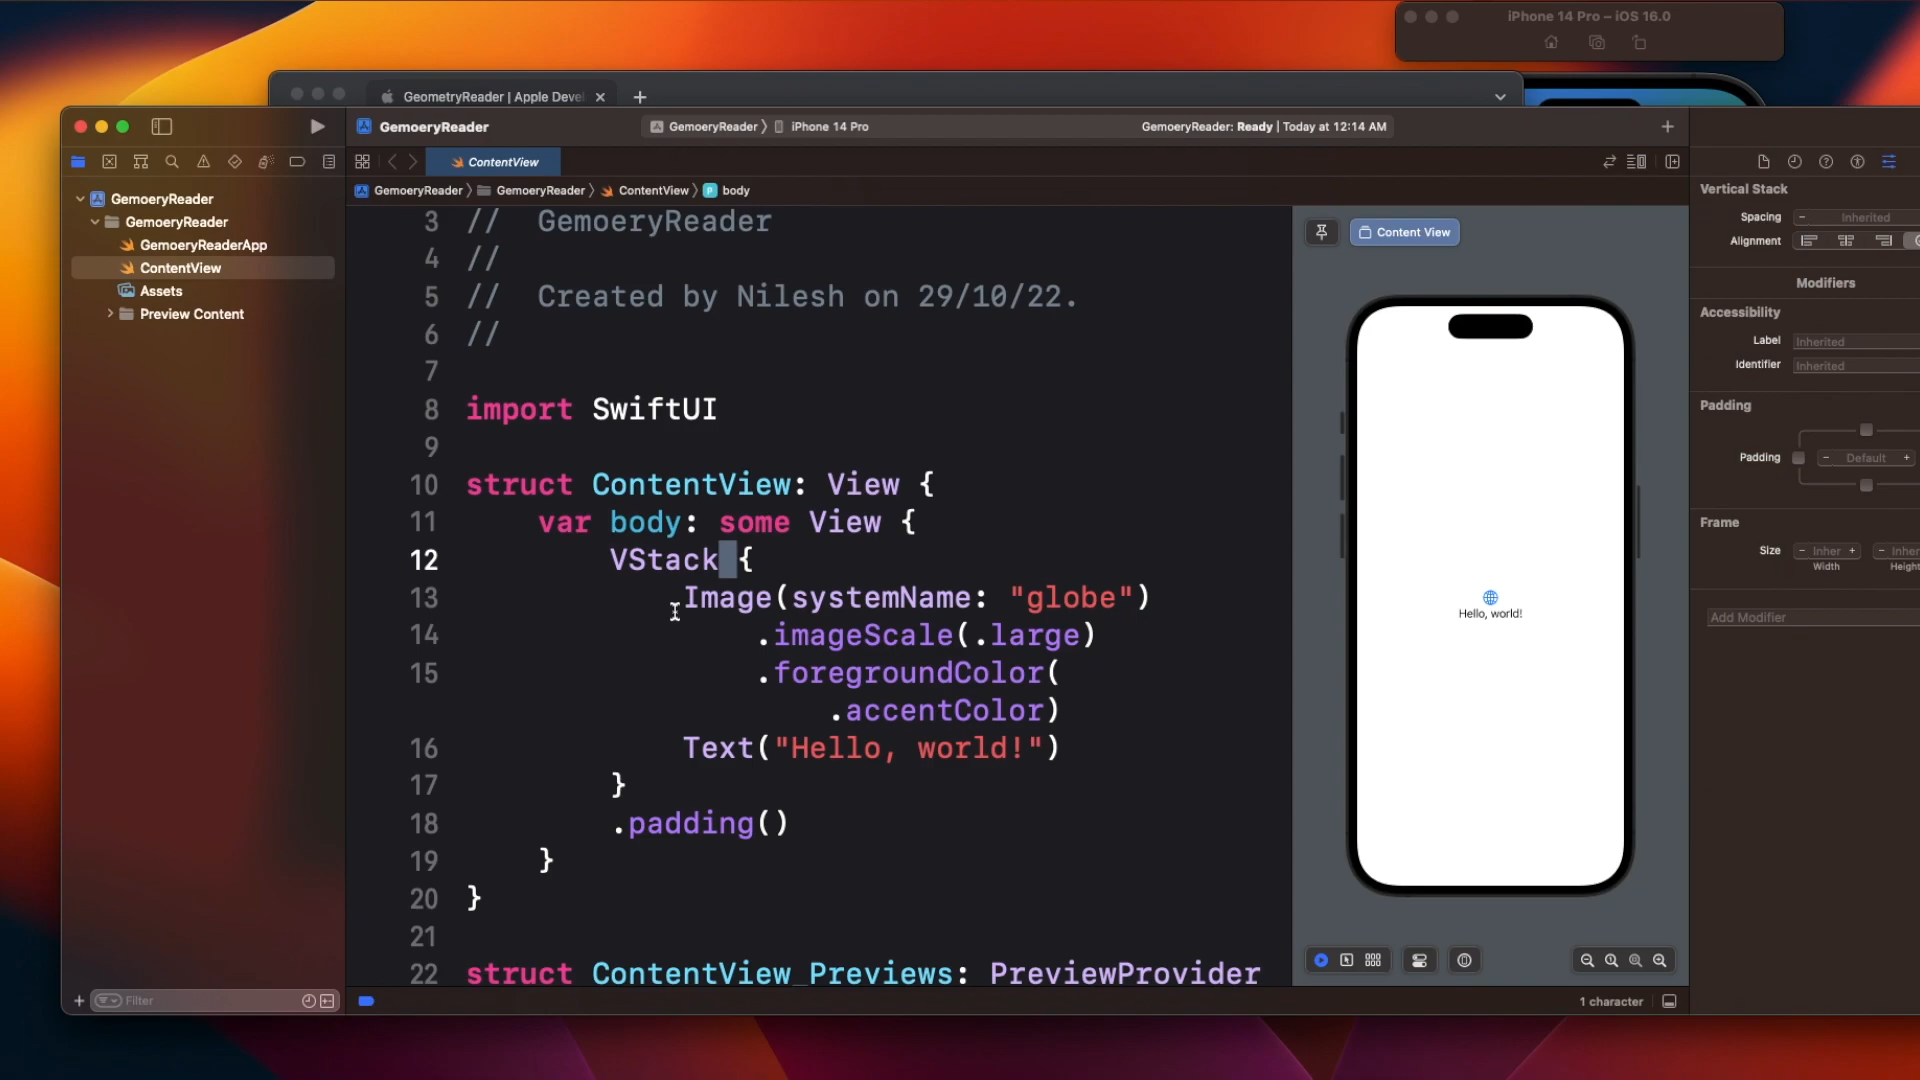 iPhone 14 Pro – iOS 16.0
GeometryReader | Apple Deve
GemoeryReader
GemoeryReader
iPhone 14 Pro
GemoeryReader: Ready | Today at 12:14 AM
ContentView
GemoeryReader
GemoeryReader
ContentView
body
GemoeryReader
GemoeryReader
GemoeryReaderApp
ContentView
Assets
Preview Content
Filter
3 // GemoeryReader
4 //
5 // Created by Nilesh on 29/10/22.
6 //
7
8 import SwiftUI
9
10 struct ContentView: View {
11 var body: some View {
12 VStack {
13 Image(systemName: "globe")
14 .imageScale(.large)
15 .foregroundColor(
.accentColor)
16 Text("Hello, world!")
17 }
18 .padding()
19 }
20 }
21
22 struct ContentView_Previews: PreviewProvider
Content View
Hello, world!
1 character
Vertical Stack
Spacing – Inherited
Alignment
Modifiers
Accessibility
Label Inherited
Identifier Inherited
Padding
Padding – Default +
Frame
Size – Inher + – Inher
Width Height
Add Modifier